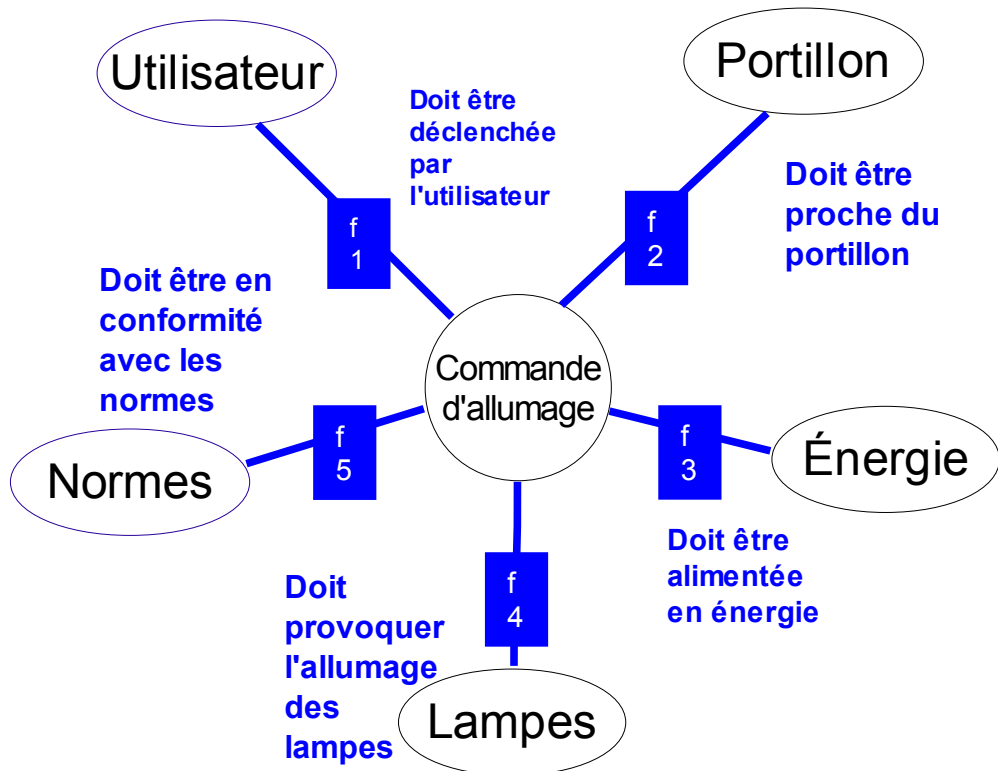 Utilisateur
Portillon
Doit être
déclenchée
par
l'utilisateur
f
1
f
2
Doit être
proche du
portillon
Doit être en
conformité
avec les
normes
Commande
d'allumage
f
5
f
3
Normes
Énergie
Doit être
alimentée
en énergie
f
4
Doit
provoquer
l'allumage
des
lampes
Lampes